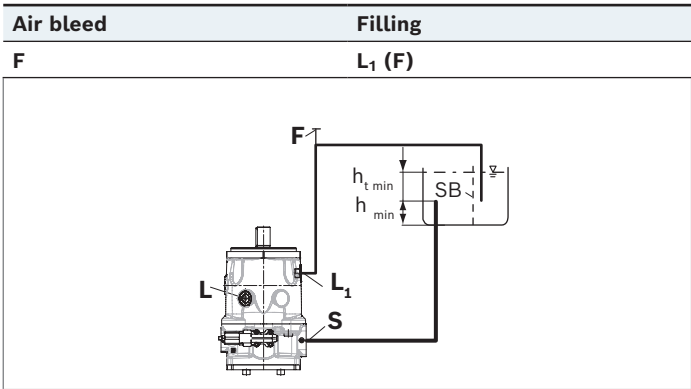 Air bleed Filling
F L₁ (F)
F
hₜ ₘᵢₙ
SB
h ₘᵢₙ
L
L₁
S